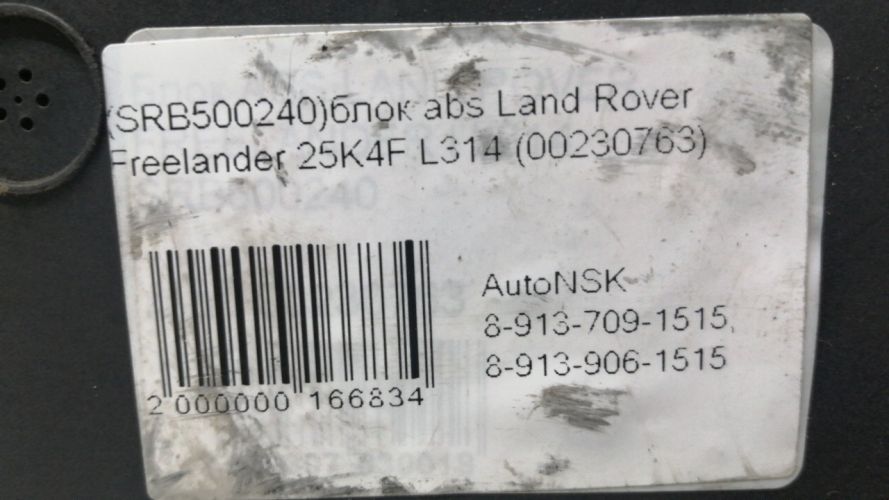 (SRB500240)блок abs Land Rover
Freelander 25K4F L314 (00230763)
AutoNSK
8-913-709-1515,
8-913-906-1515
2 000000 166834